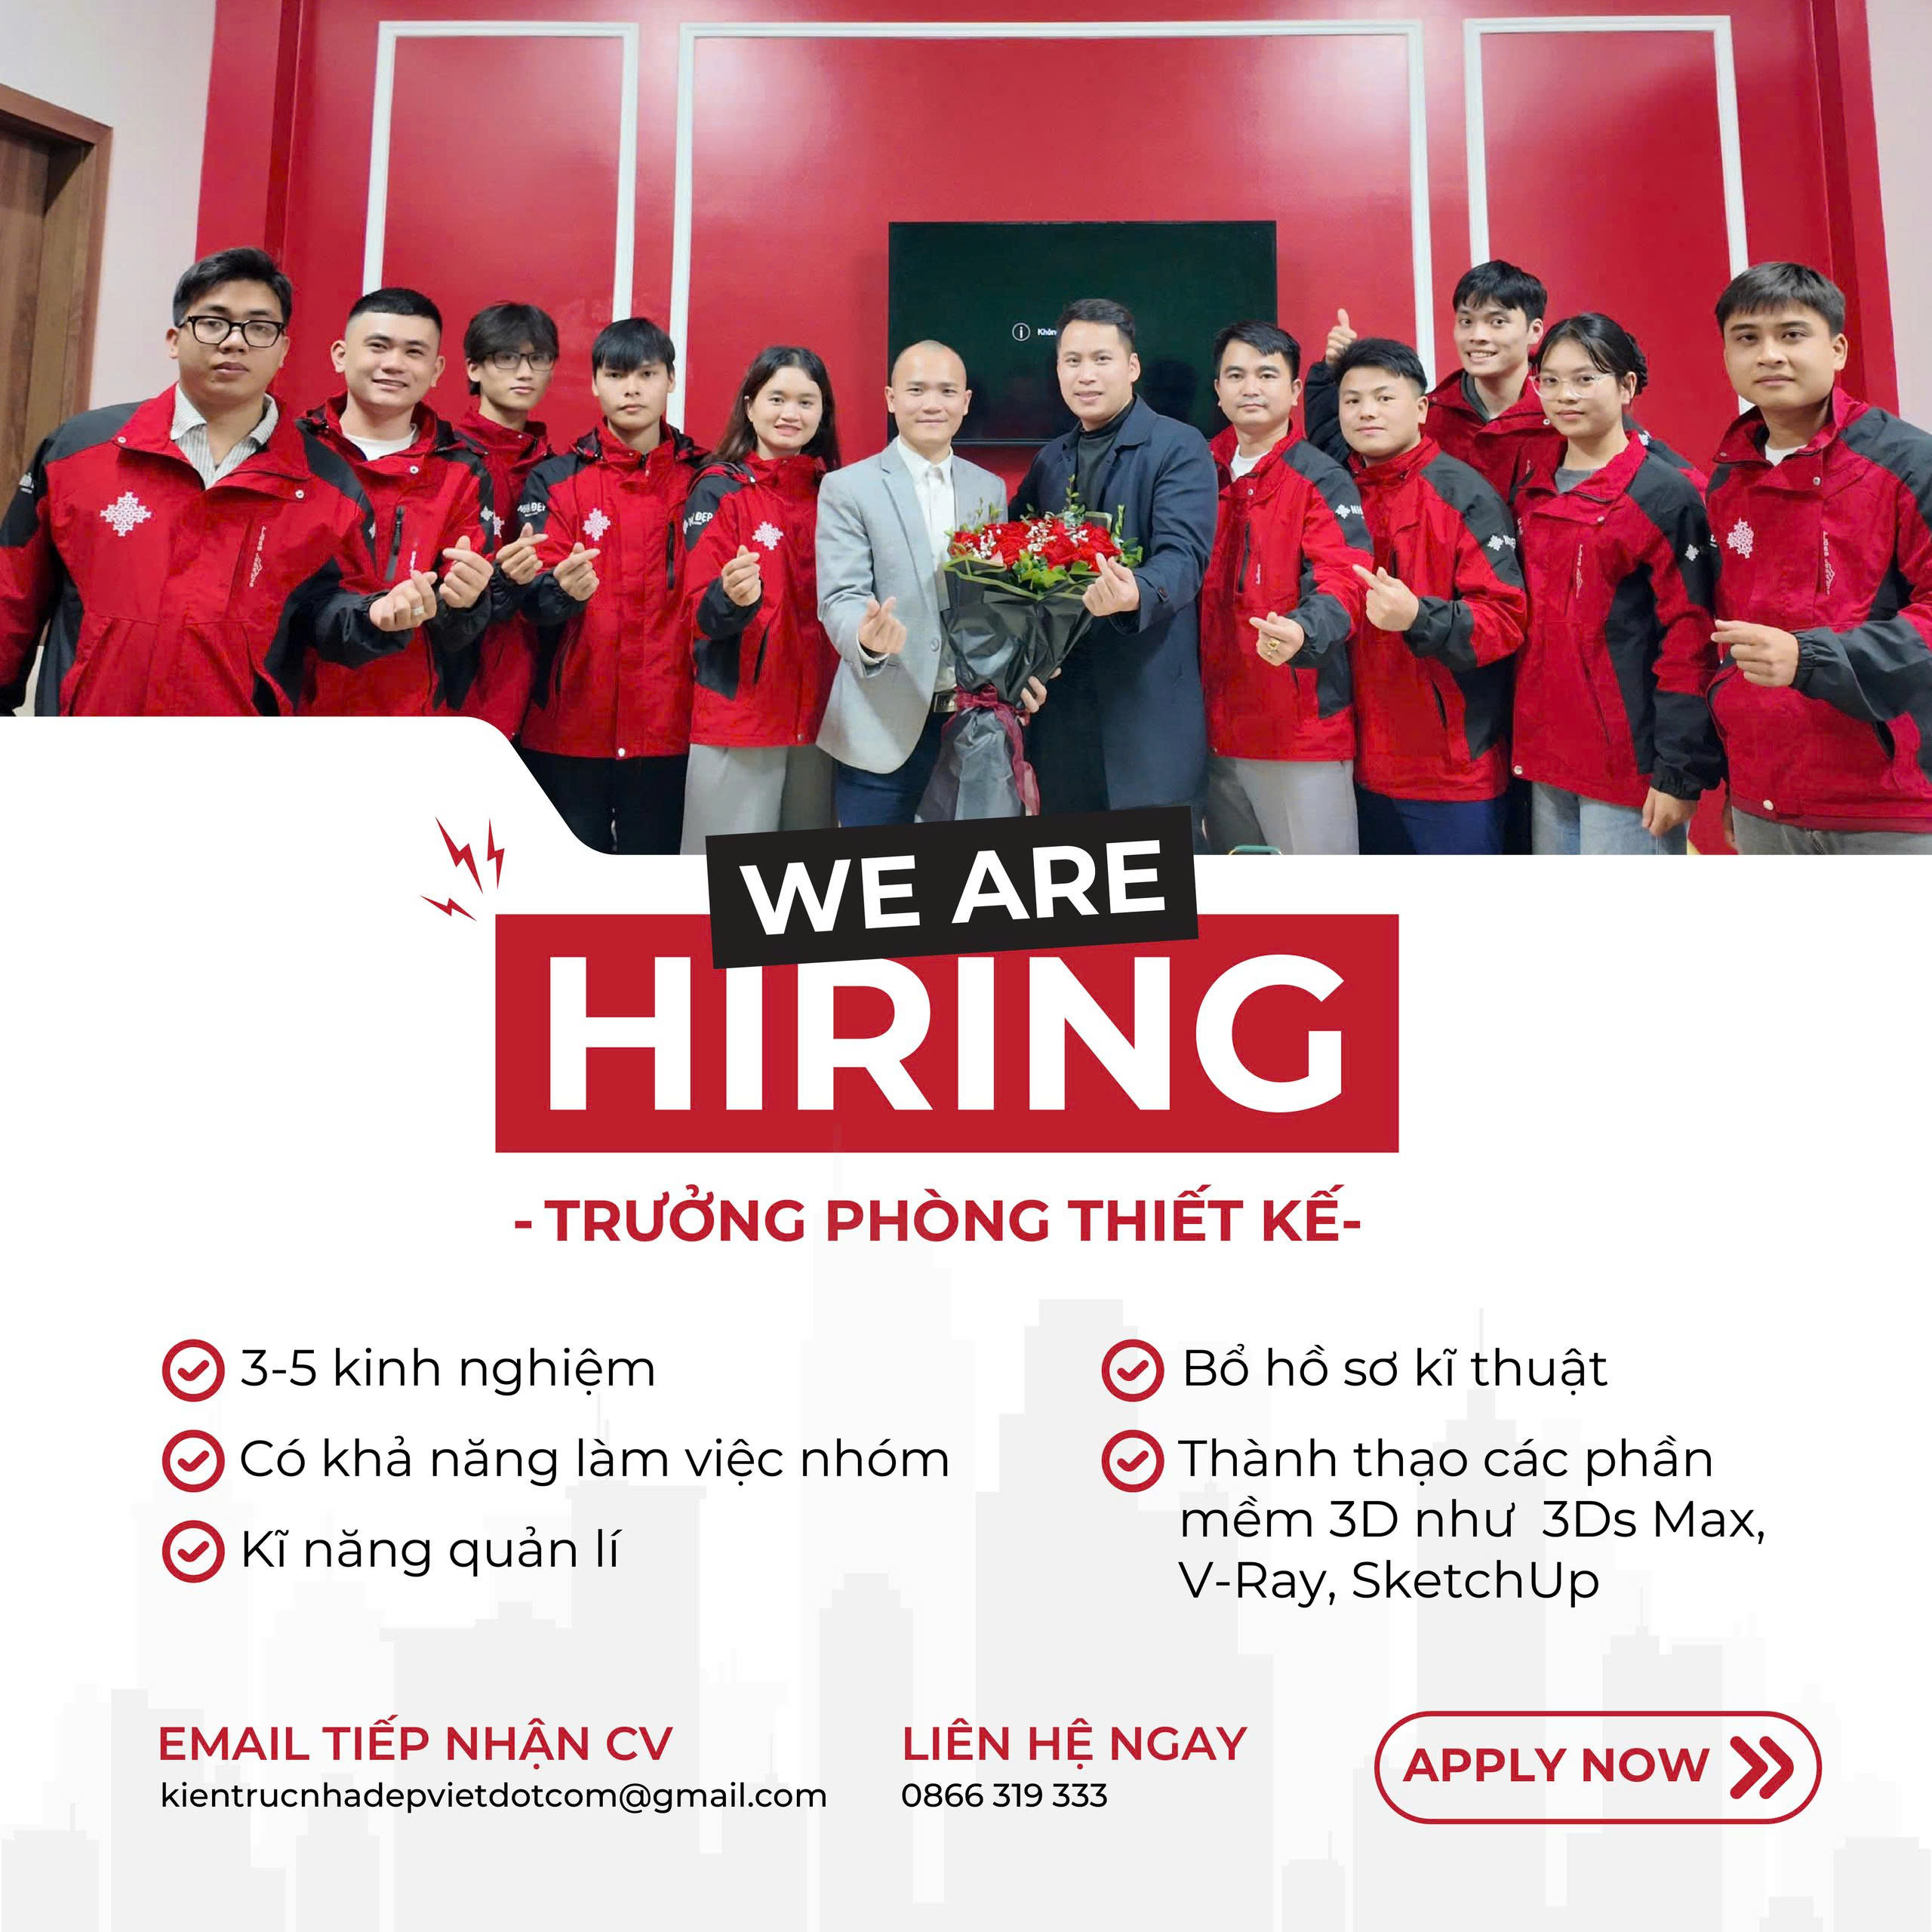 Khôn
WE ARE
HIRING
- TRƯỞNG PHÒNG THIẾT KẾ-
3-5 kinh nghiệm
Có khả năng làm việc nhóm
Kĩ năng quản lí
Bổ hồ sơ kĩ thuật
Thành thạo các phần
mềm 3D như  3Ds Max,
V-Ray, SketchUp
EMAIL TIẾP NHẬN CV
kientrucnhadepvietdotcom@gmail.com
LIÊN HỆ NGAY
0866 319 333
APPLY NOW